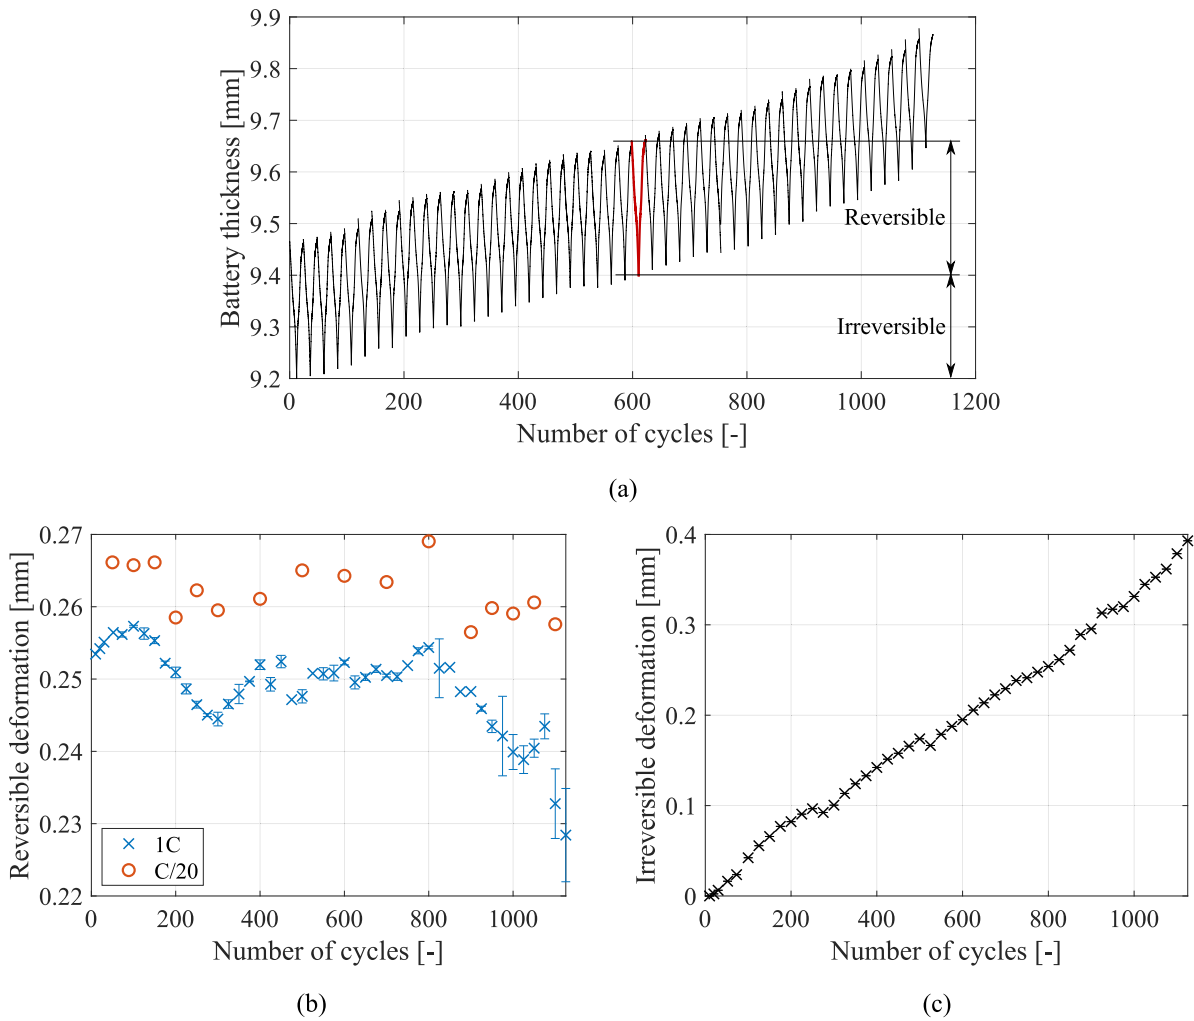 9.9
9.8
9.7
9.6
9.5
9.4
9.3
9.2
Battery thickness [mm]
Reversible
Irreversible
0 200 400 600 800 1000 1200
Number of cycles [-]
(a)
0.27
0.26
0.25
0.24
0.23
0.22
Reversible deformation [mm]
1C
C/20
0 200 400 600 800 1000
Number of cycles [-]
(b)
0.4
0.3
0.2
0.1
0
Irreversible deformation [mm]
0 200 400 600 800 1000
Number of cycles [-]
(c)